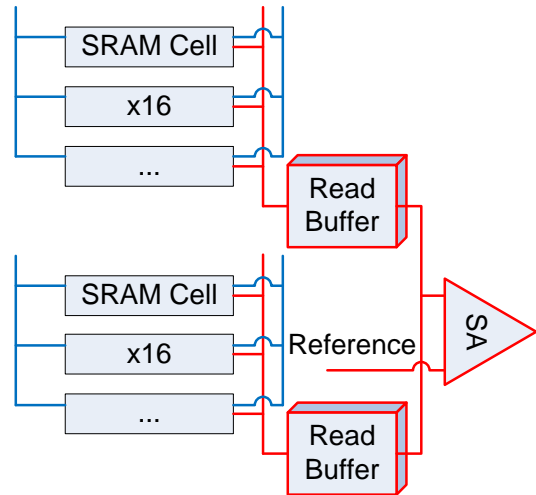 SRAM Cell
x16
...
Read
Buffer
SRAM Cell
x16
...
Reference
SA
Read
Buffer